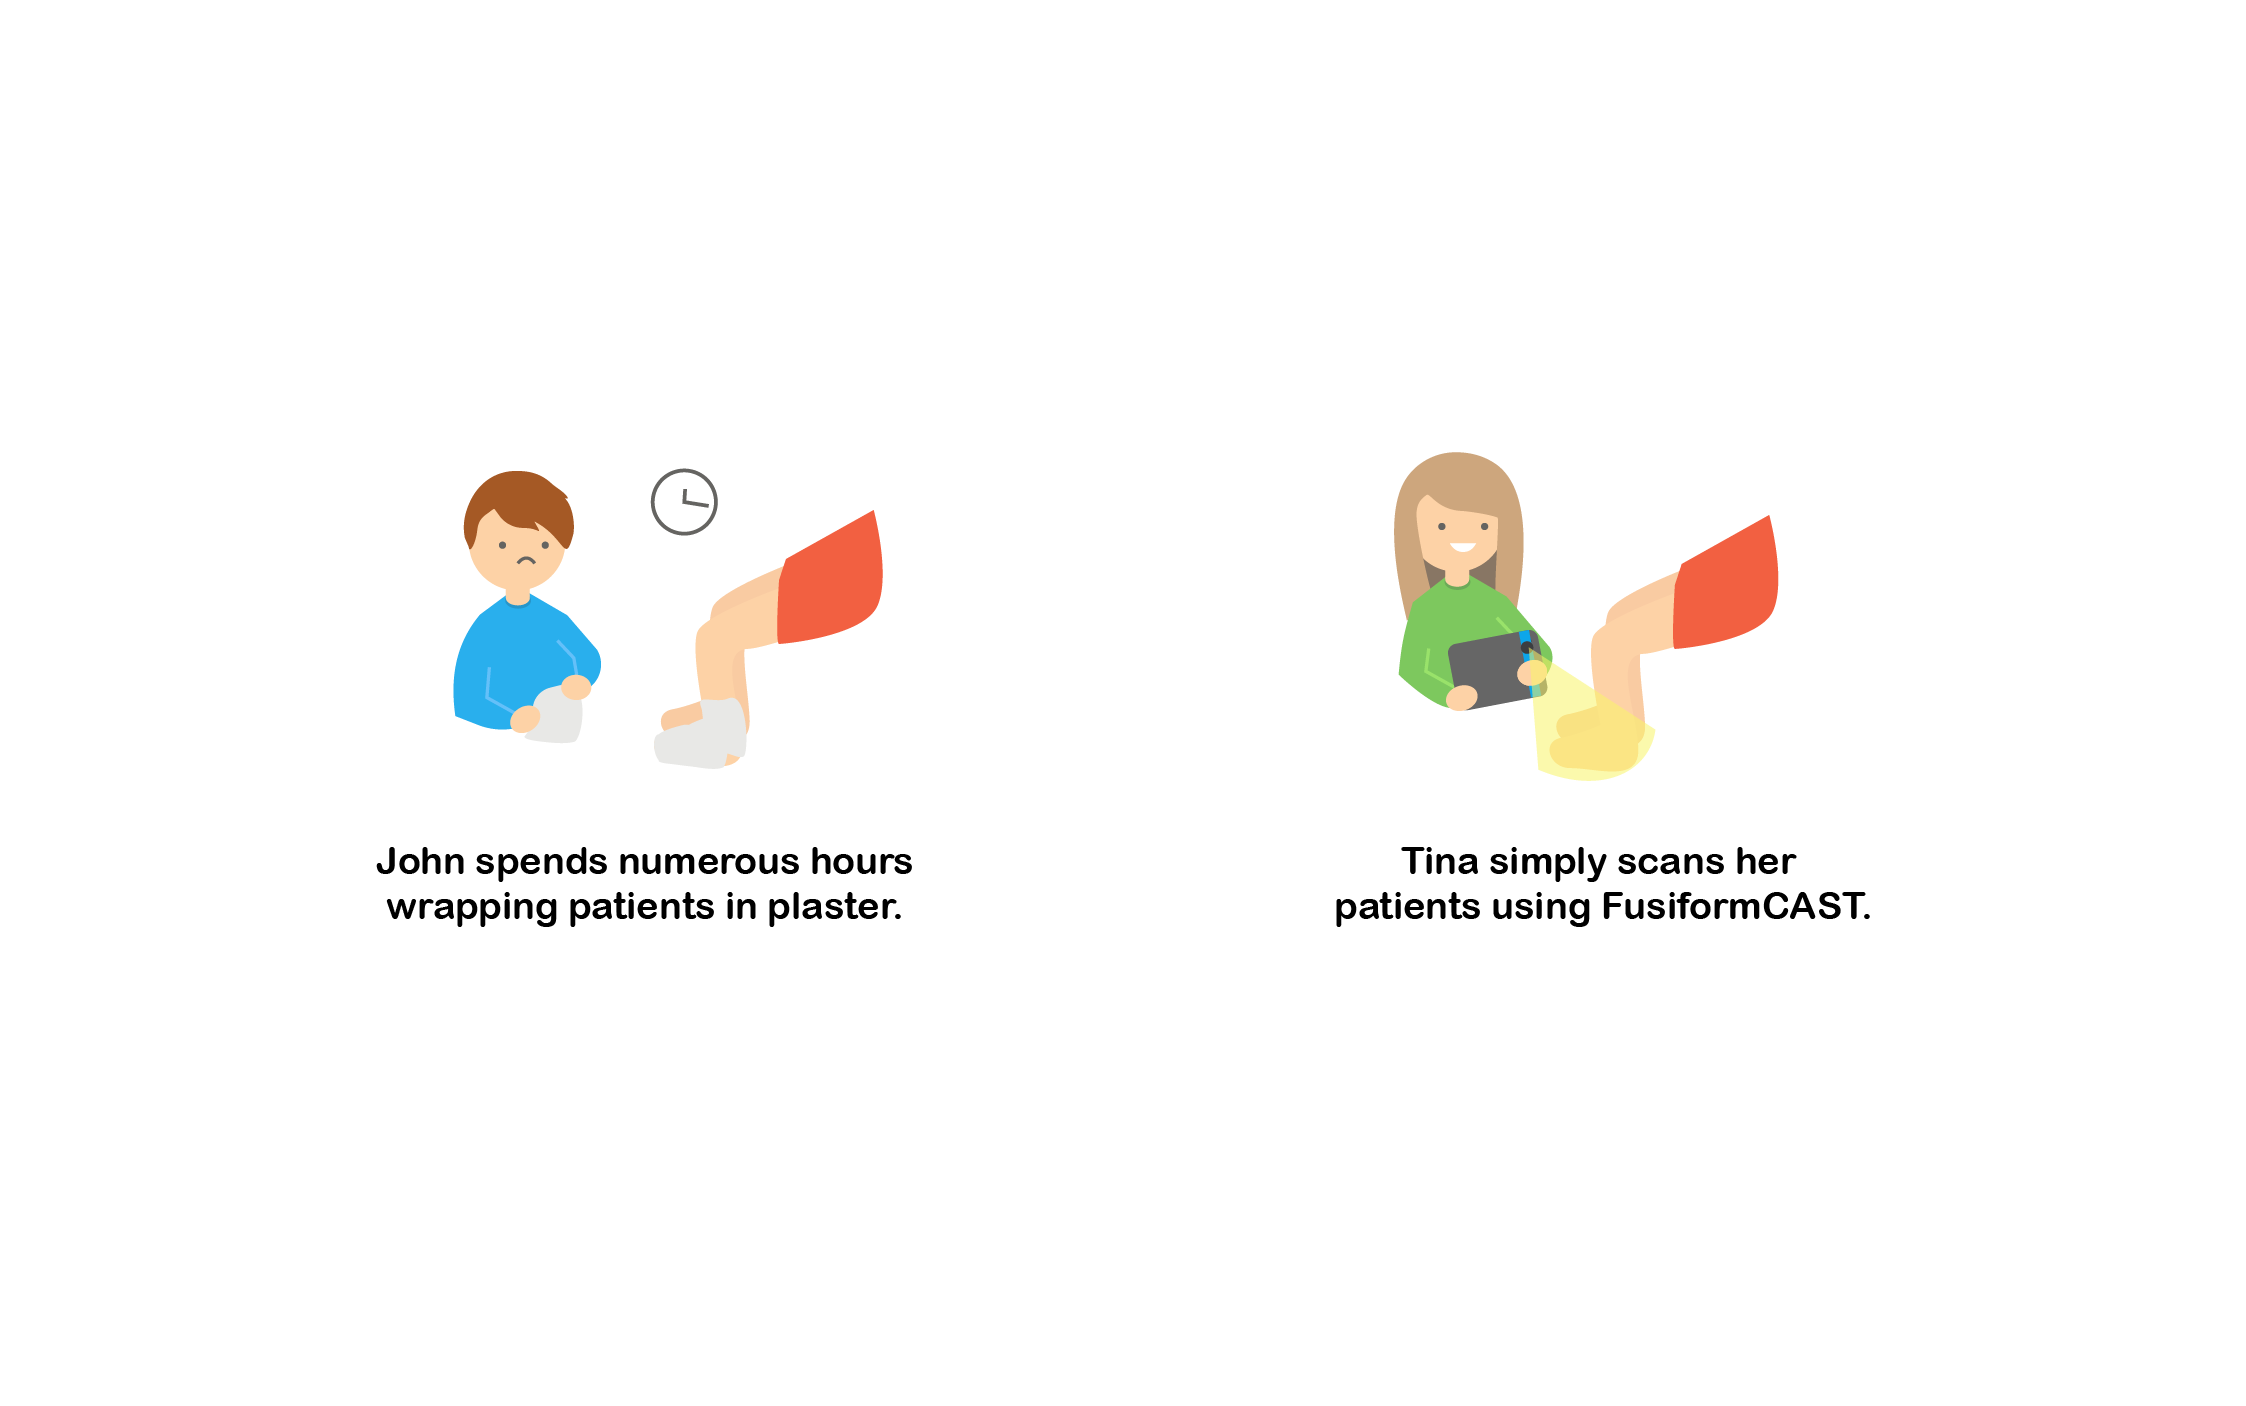 John spends numerous hours
wrapping patients in plaster.
Tina simply scans her
patients using FusiformCAST.